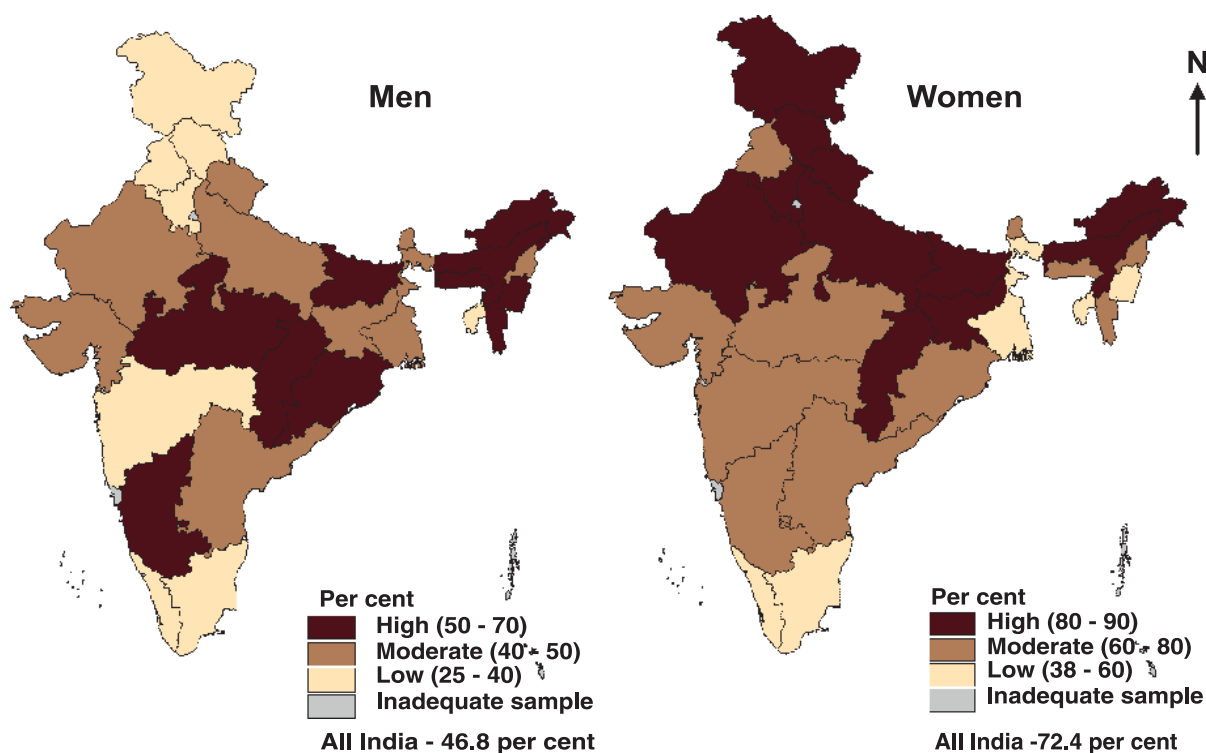 Men
Women
N
Per cent
High (50 - 70)
Moderate (40 - 50)
Low (25 - 40)
Inadequate sample
All India - 46.8 per cent
Per cent
High (80 - 90)
Moderate (60 - 80)
Low (38 - 60)
Inadequate sample
All India -72.4 per cent